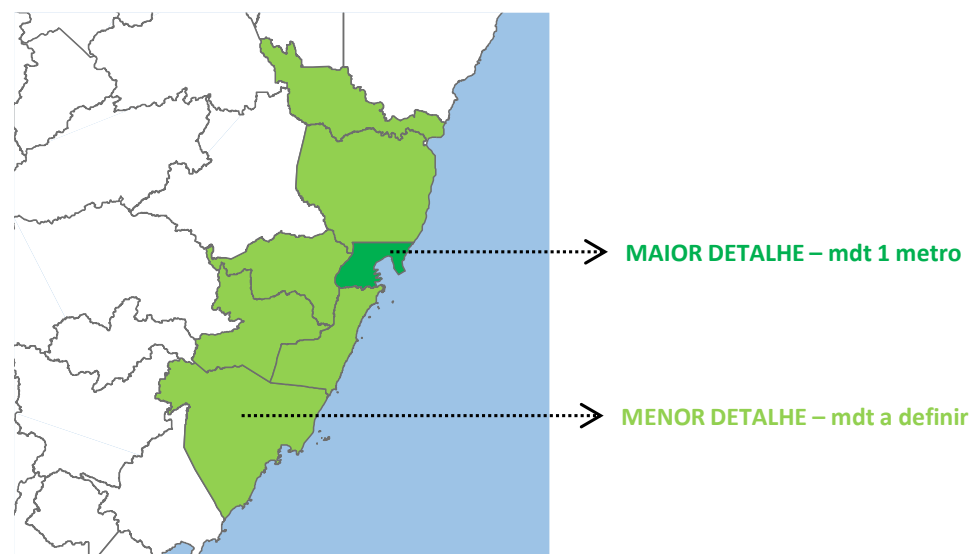 MAIOR DETALHE – mdt 1 metro
MENOR DETALHE – mdt a definir